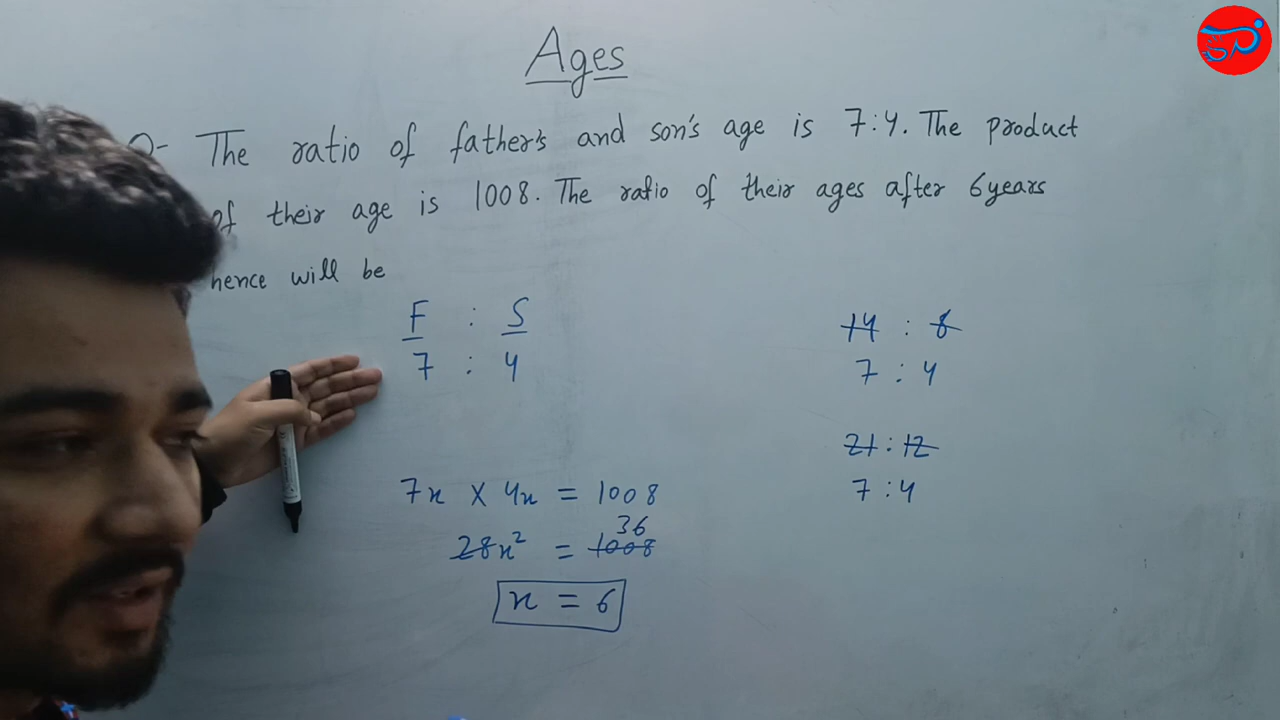 Ages
Q- The ratio of father's and son's age is 7:4. The product
of their age is 1008. The ratio of their ages after 6years
hence will be
F : S
7 : 4
7x X 4x = 1008
36
28x² = 1008
x = 6
14 : 8
7 : 4
21 : 12
7 : 4